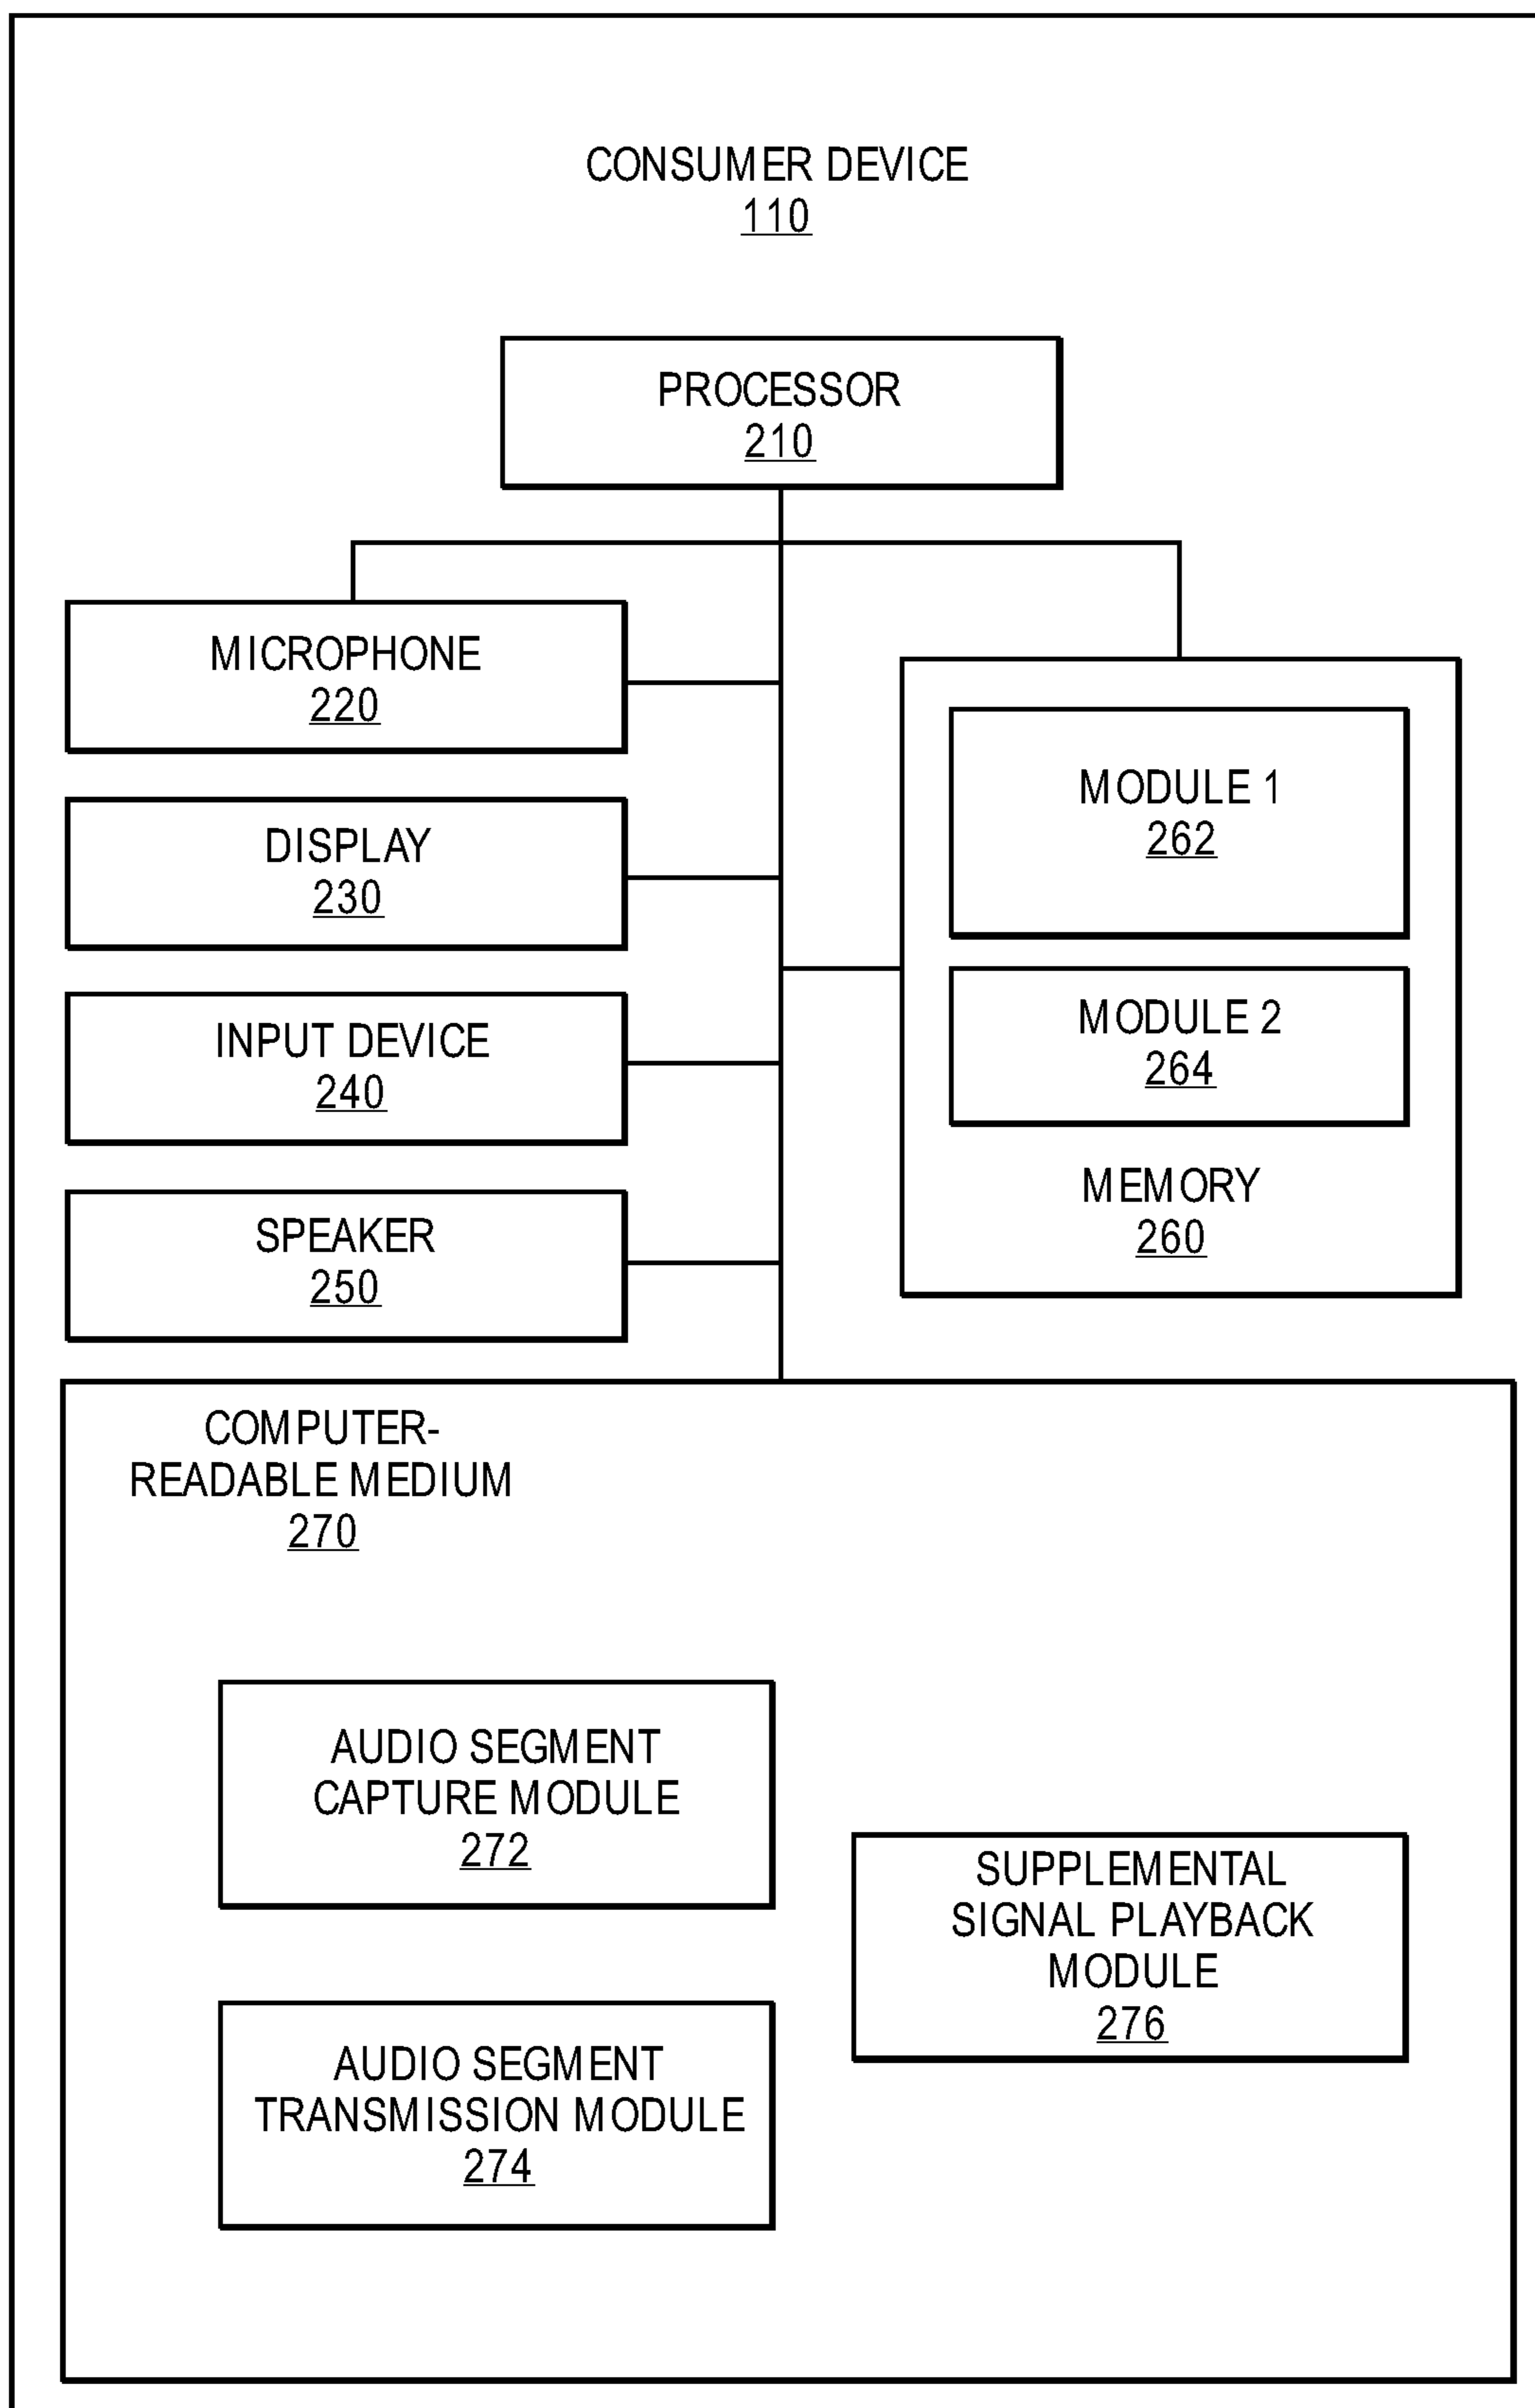 CONSUMER DEVICE
110
PROCESSOR
210
MICROPHONE
220
DISPLAY
230
INPUT DEVICE
240
SPEAKER
250
MODULE 1
262
MODULE 2
264
MEMORY
260
COMPUTER-
READABLE MEDIUM
270
AUDIO SEGMENT
CAPTURE MODULE
272
AUDIO SEGMENT
TRANSMISSION MODULE
274
SUPPLEMENTAL
SIGNAL PLAYBACK
MODULE
276